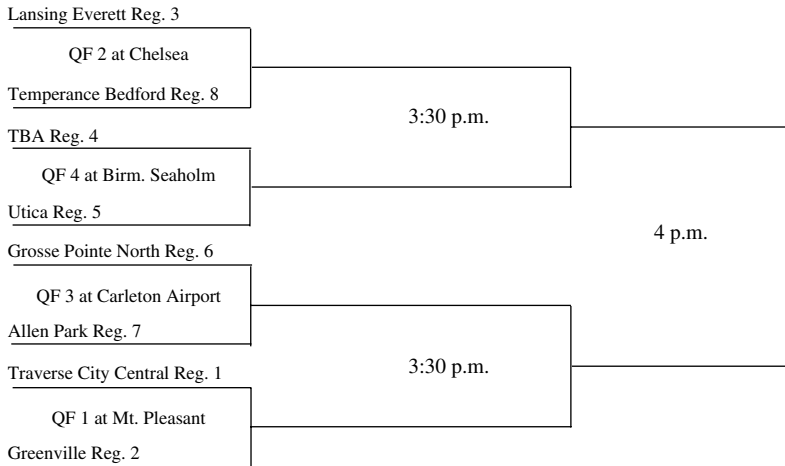 Lansing Everett Reg. 3
QF 2 at Chelsea
Temperance Bedford Reg. 8
3:30 p.m.
TBA Reg. 4
QF 4 at Birm. Seaholm
Utica Reg. 5
4 p.m.
Grosse Pointe North Reg. 6
QF 3 at Carleton Airport
Allen Park Reg. 7
3:30 p.m.
Traverse City Central Reg. 1
QF 1 at Mt. Pleasant
Greenville Reg. 2